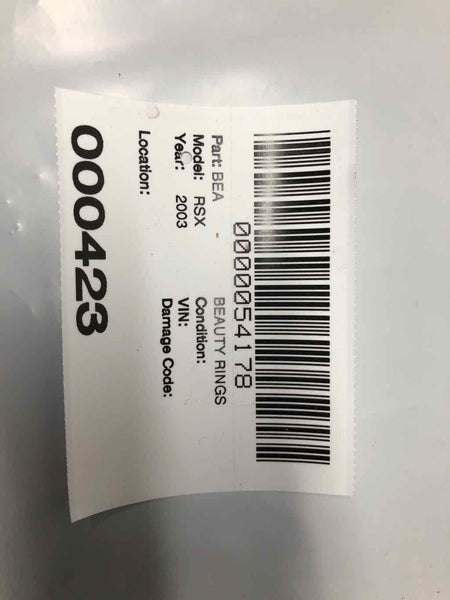 0000054178
Part: BEA - BEAUTY RINGS
Model: RSX Condition:
Year: 2003 VIN:
Damage Code:
Location:
000423